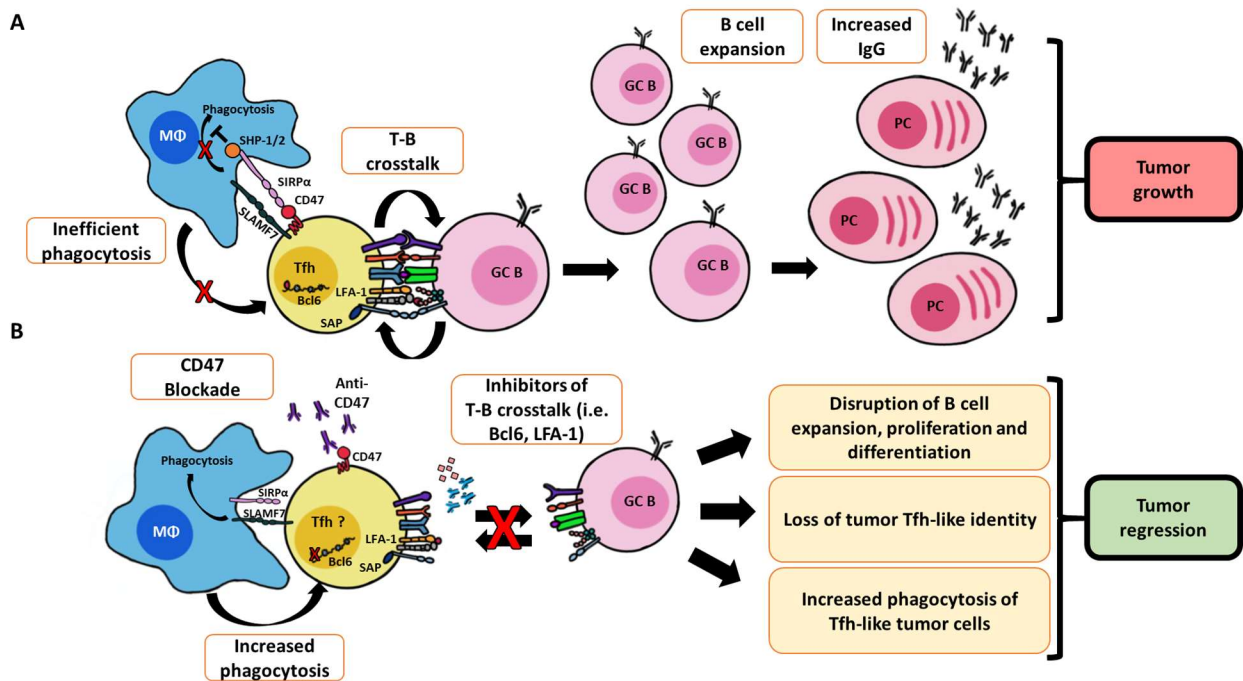 A
B cell
expansion
Increased
IgG
Phagocytosis
MΦ
SHP-1/2
SIRPα
CD47
SLAMF7
T-B
crosstalk
Inefficient
phagocytosis
Tfh
Bcl6
LFA-1
SAP
GC B
GC B
GC B
GC B
GC B
PC
PC
PC
Tumor
growth
B
CD47
Blockade
Anti-
CD47
CD47
Inhibitors of
T-B crosstalk (i.e.
Bcl6, LFA-1)
Phagocytosis
SIRPα
SLAMF7
MΦ
Tfh ?
Bcl6
LFA-1
SAP
GC B
Increased
phagocytosis
Disruption of B cell
expansion, proliferation and
differentiation
Loss of tumor Tfh-like identity
Increased phagocytosis of
Tfh-like tumor cells
Tumor
regression